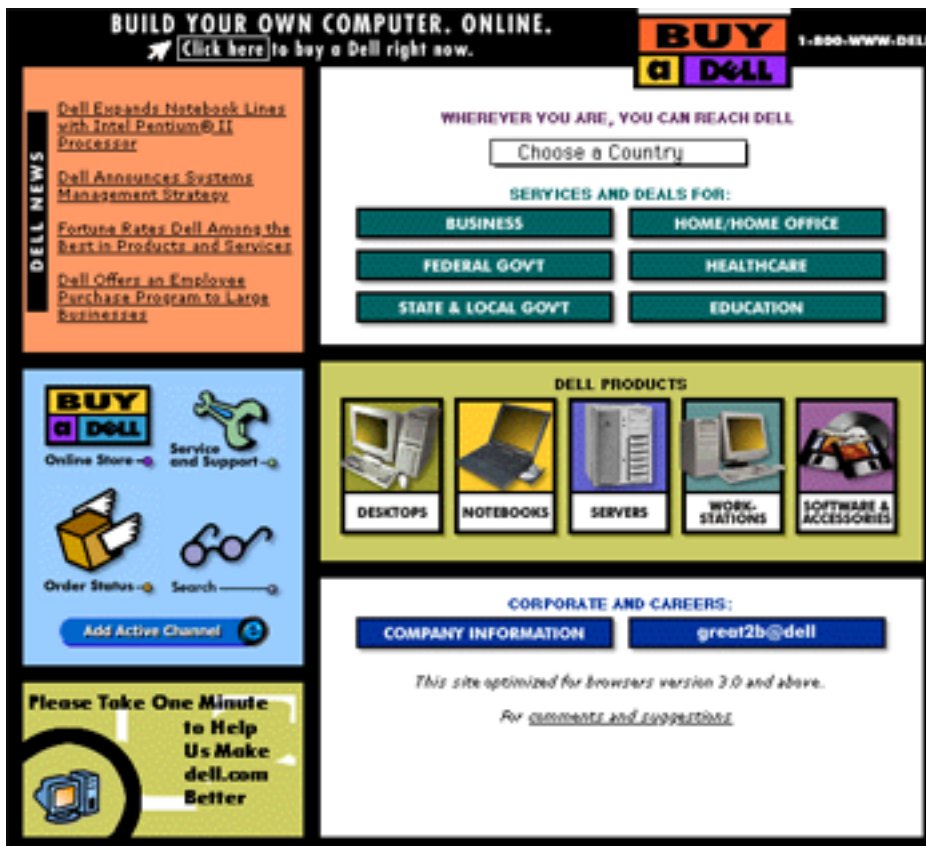 BUILD YOUR OWN COMPUTER. ONLINE.
Click here to buy a Dell right now.
BUY
a DELL
1-800-WWW-DEL
DELL NEWS
Dell Expands Notebook Lines
with Intel Pentium® II
Processor
Dell Announces Systems
Management Strategy
Fortune Rates Dell Among the
Best in Products and Services
Dell Offers an Employee
Purchase Program to Large
Businesses
WHEREVER YOU ARE, YOU CAN REACH DELL
Choose a Country
SERVICES AND DEALS FOR:
BUSINESS
HOME/HOME OFFICE
FEDERAL GOV'T
HEALTHCARE
STATE & LOCAL GOV'T
EDUCATION
BUY
a DELL
Online Store
Service
and Support
Order Status
Search
Add Active Channel
DELL PRODUCTS
DESKTOPS
NOTEBOOKS
SERVERS
WORK-
STATIONS
SOFTWARE &
ACCESSORIES
CORPORATE AND CAREERS:
COMPANY INFORMATION
great2b@dell
This site optimized for browsers version 3.0 and above.
For comments and suggestions
Please Take One Minute
to Help
Us Make
dell.com
Better